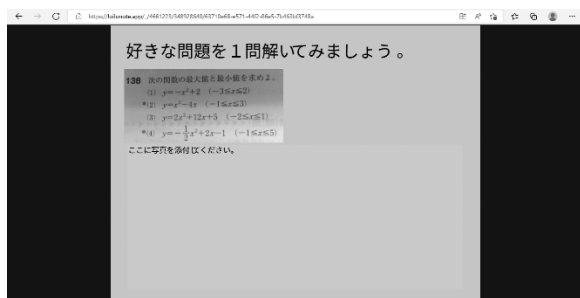 好きな問題を１問解いてみましょう。
138 次の関数の最大値と最小値を求めよ。
(1) y=−x²+2 (−3≦x≦2)
*(2) y=x²−4x (−1≦x≦3)
(3) y=2x²+12x+5 (−2≦x≦1)
*(4) y=−1/2x²+2x−1 (−1≦x≦5)
ここに写真を添付してください。